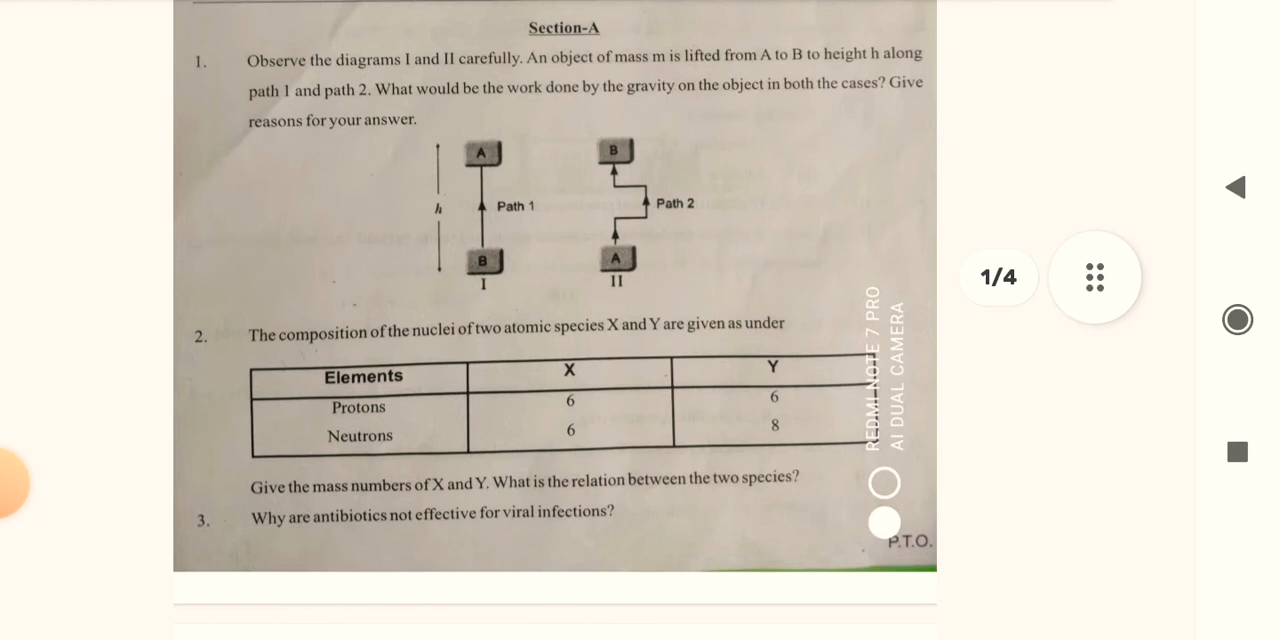 Section-A
1. Observe the diagrams I and II carefully. An object of mass m is lifted from A to B to height h along
path 1 and path 2. What would be the work done by the gravity on the object in both the cases? Give
reasons for your answer.
A B
h Path 1 Path 2
B A
I II
2. The composition of the nuclei of two atomic species X and Y are given as under
Elements X Y
Protons 6 6
Neutrons 6 8
Give the mass numbers of X and Y. What is the relation between the two species?
3. Why are antibiotics not effective for viral infections?
P.T.O.
REDMI NOTE 7 PRO
AI DUAL CAMERA
1/4